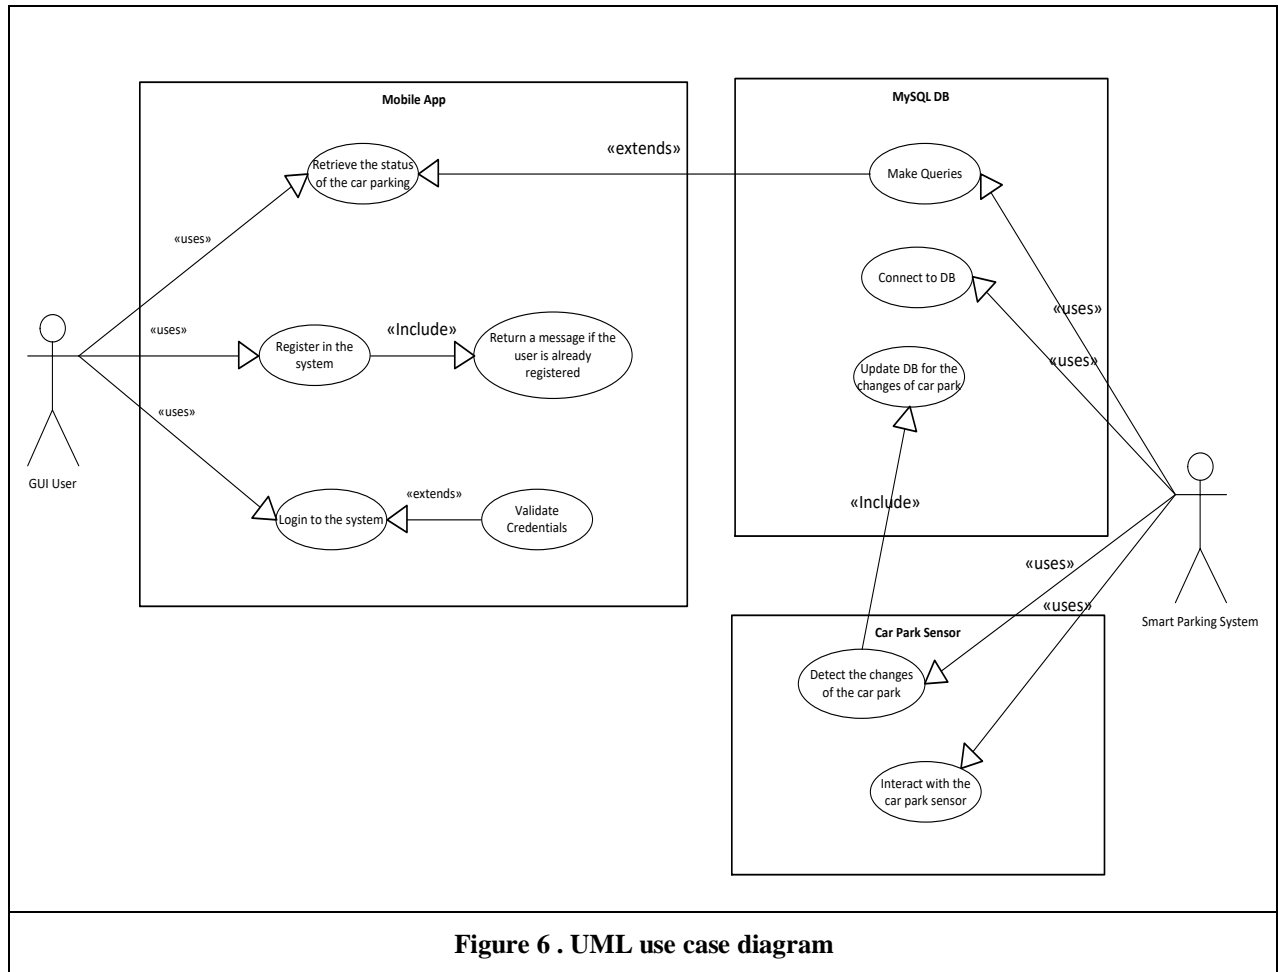 Mobile App
Retrieve the status
of the car parking
«uses»
«uses»
Register in the
system
«Include»
Return a message if the
user is already
registered
«uses»
GUI User
Login to the system
«extends»
Validate
Credentials
«extends»
MySQL DB
Make Queries
Connect to DB
«uses»
«uses»
Update DB for the
changes of car park
«Include»
«uses»
«uses»
Smart Parking System
Car Park Sensor
Detect the changes
of the car park
Interact with the
car park sensor
Figure 6 . UML use case diagram